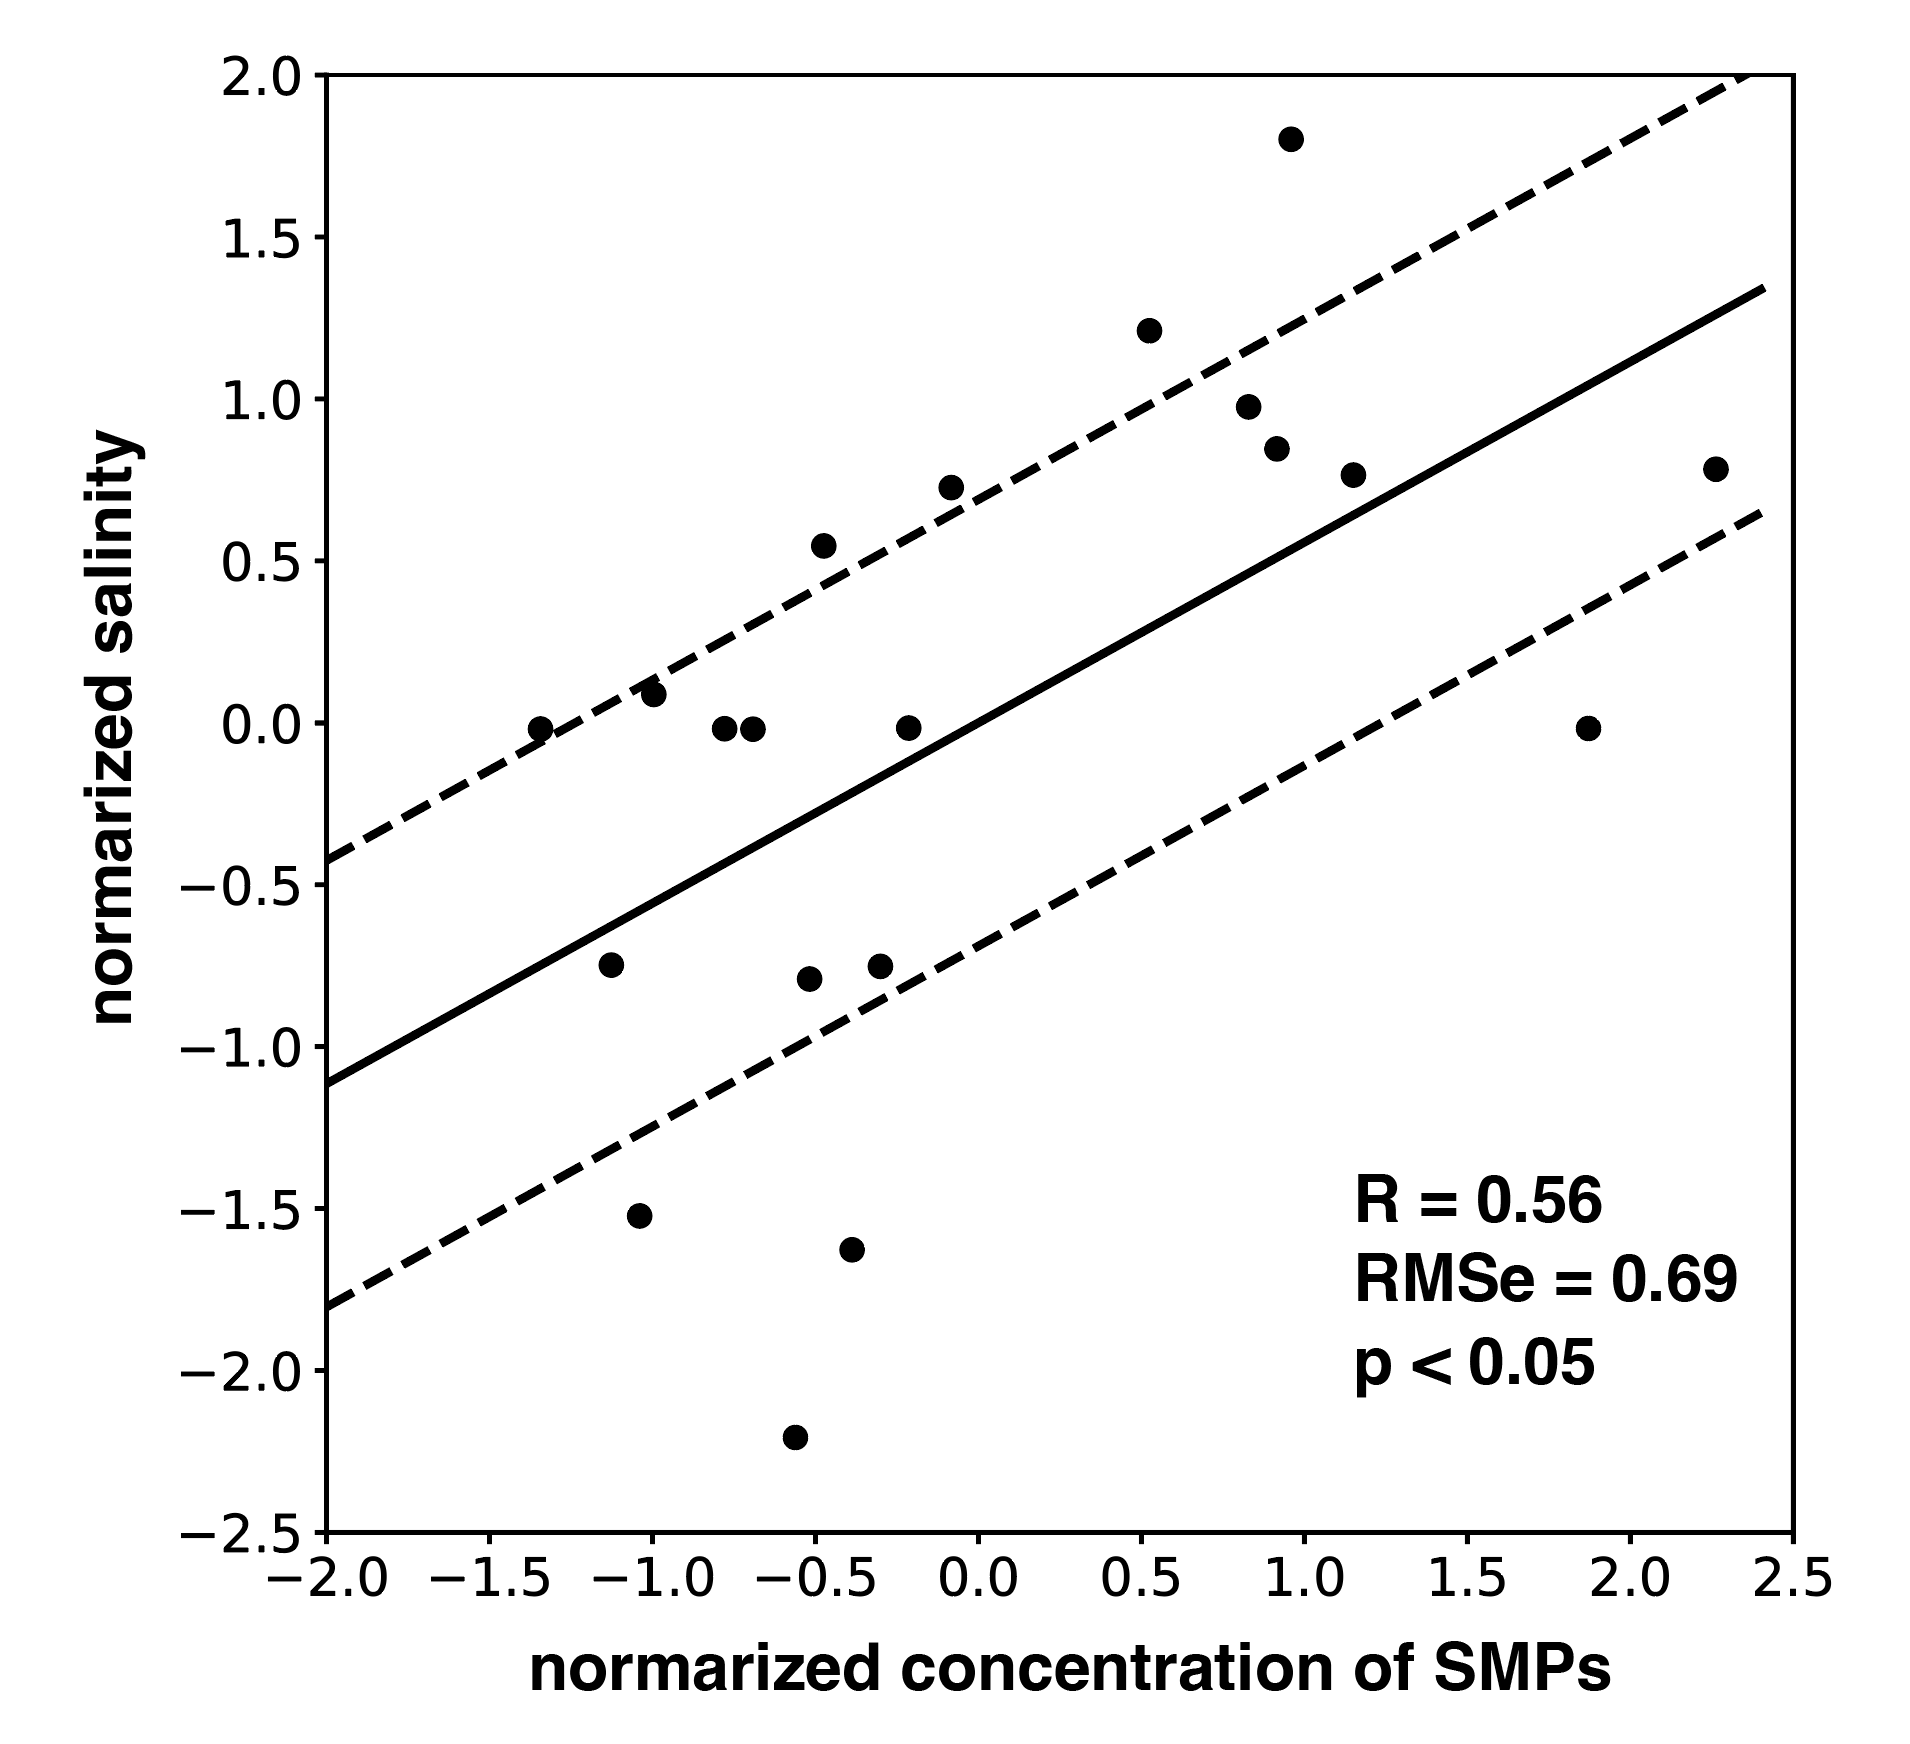 2.0
1.5
1.0
0.5
0.0
−0.5
−1.0
−1.5
−2.0
−2.5
normarized salinity
R = 0.56
RMSe = 0.69
p < 0.05
−2.0 −1.5 −1.0 −0.5 0.0 0.5 1.0 1.5 2.0 2.5
normarized concentration of SMPs